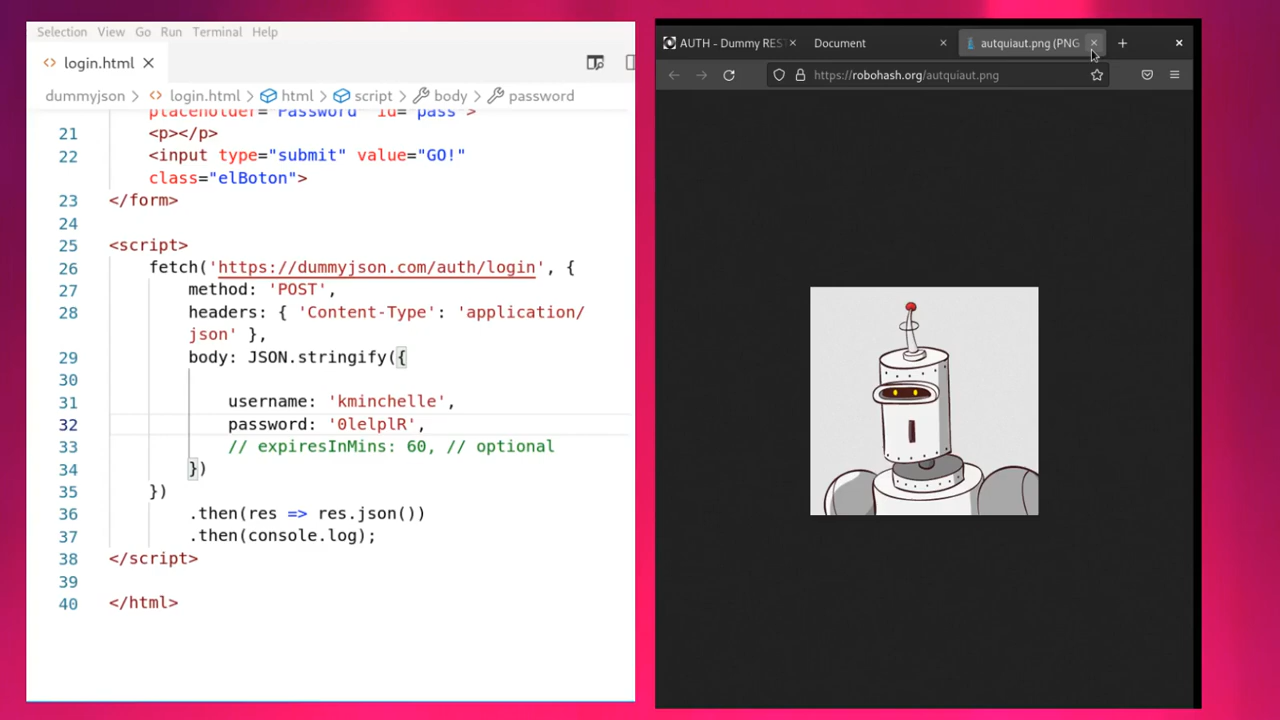 Selection View Go Run Terminal Help
login.html
dummyjson > login.html > html > script > body > password
placeholder="Password" id="pass">
21 <p></p>
22 <input type="submit" value="GO!"
class="elBoton">
23 </form>
24
25 <script>
26 fetch('https://dummyjson.com/auth/login', {
27 method: 'POST',
28 headers: { 'Content-Type': 'application/
json' },
29 body: JSON.stringify({
30
31 username: 'kminchelle',
32 password: '0lelplR',
33 // expiresInMins: 60, // optional
34 })
35 })
36 .then(res => res.json())
37 .then(console.log);
38 </script>
39
40 </html>
AUTH - Dummy RES
Document
autquiaut.png (PNG
https://robohash.org/autquiaut.png